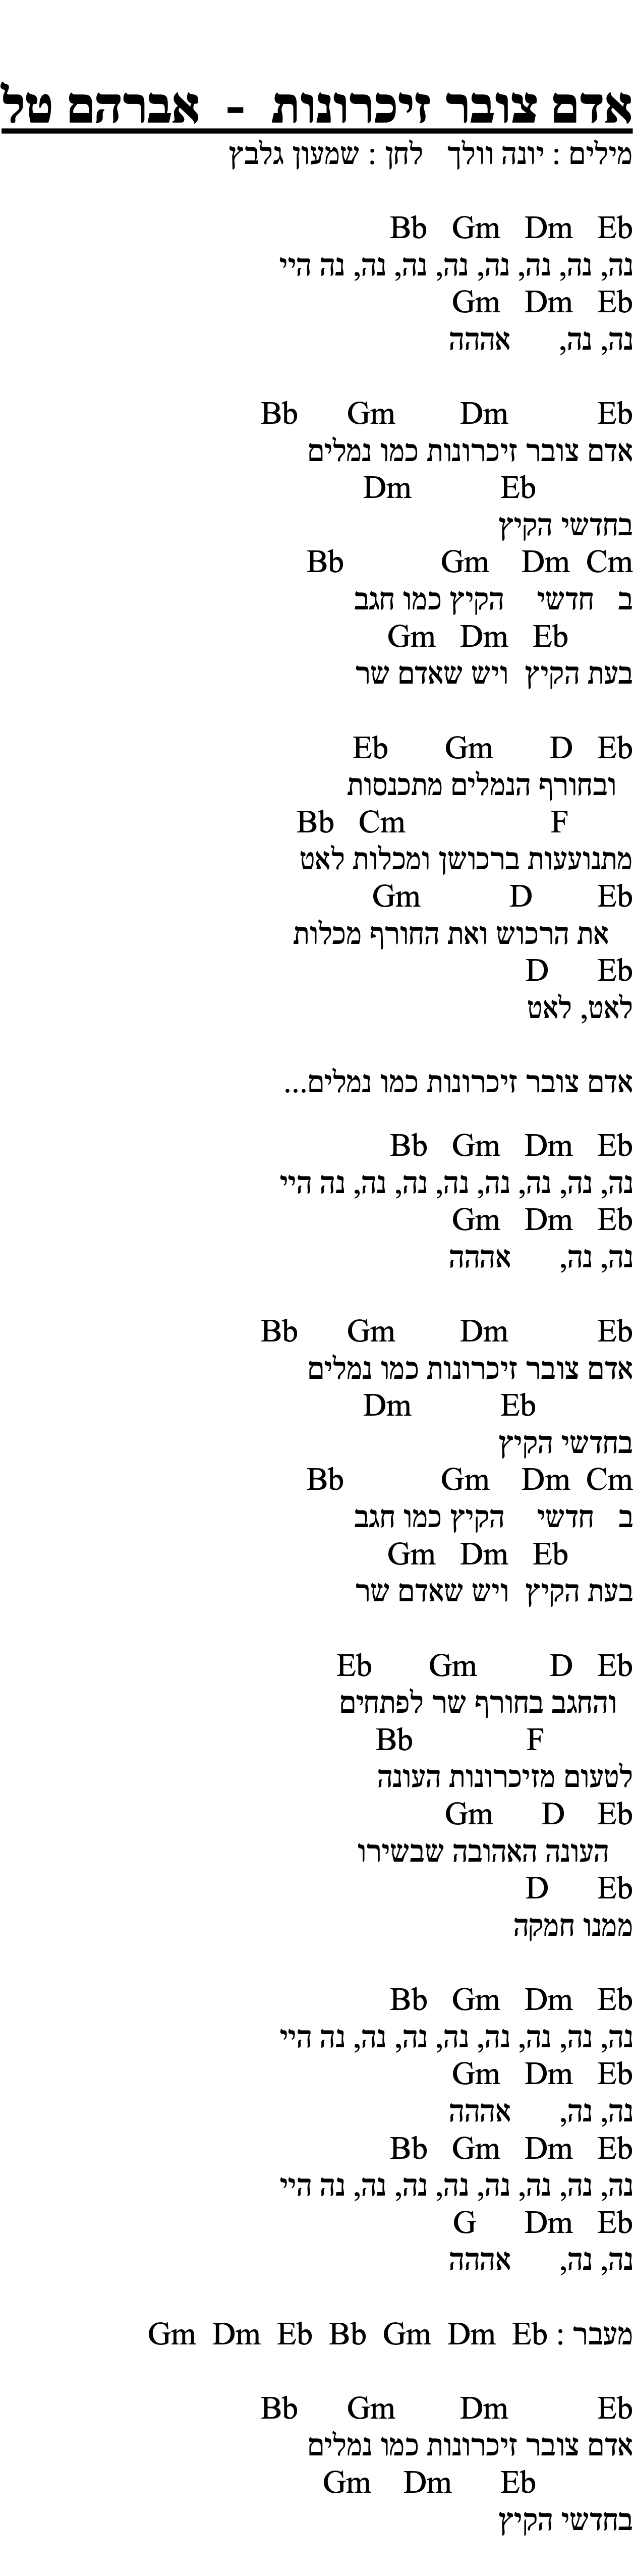 אדם צובר זיכרונות - אברהם טל
מילים : יונה וולך   לחן : שמעון גלבץ
Bb Gm Dm Eb
נה, נה, נה, נה, נה, נה, נה, נה היי
Gm Dm Eb
נה, נה, אההה
Bb Gm Dm Eb
אדם צובר זיכרונות כמו נמלים
Dm Eb
בחדשי הקיץ
Bb Gm Dm Cm
ב חדשי הקיץ כמו חגב
Gm Dm Eb
בעת הקיץ ויש שאדם שר
Eb Gm D Eb
ובחורף הנמלים מתכנסות
Bb Cm F
מתנועעות ברכושן ומכלות לאט
Gm D Eb
את הרכוש ואת החורף מכלות
D Eb
לאט, לאט
אדם צובר זיכרונות כמו נמלים...
Bb Gm Dm Eb
נה, נה, נה, נה, נה, נה, נה, נה היי
Gm Dm Eb
נה, נה, אההה
Bb Gm Dm Eb
אדם צובר זיכרונות כמו נמלים
Dm Eb
בחדשי הקיץ
Bb Gm Dm Cm
ב חדשי הקיץ כמו חגב
Gm Dm Eb
בעת הקיץ ויש שאדם שר
Eb Gm D Eb
והחגב בחורף שר לפתחים
Bb F
לטעום מזיכרונות העונה
Gm D Eb
העונה האהובה שבשירו
D Eb
ממנו חמקה
Bb Gm Dm Eb
נה, נה, נה, נה, נה, נה, נה, נה היי
Gm Dm Eb
נה, נה, אההה
Bb Gm Dm Eb
נה, נה, נה, נה, נה, נה, נה, נה היי
G Dm Eb
נה, נה, אההה
מעבר : Gm Dm Eb Bb Gm Dm Eb
Bb Gm Dm Eb
אדם צובר זיכרונות כמו נמלים
Gm Dm Eb
בחדשי הקיץ